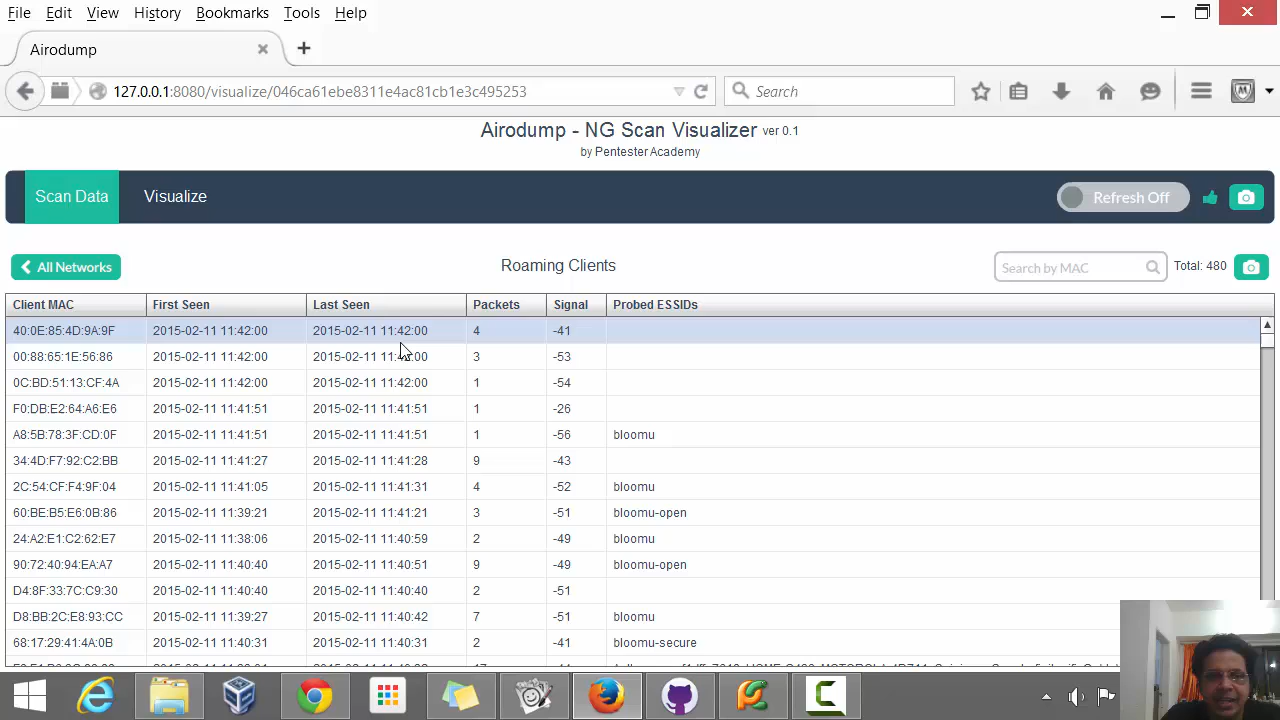 File Edit View History Bookmarks Tools Help
Airodump
127.0.0.1:8080/visualize/046ca61ebe8311e4ac81cb1e3c495253 Search
Airodump - NG Scan Visualizer ver 0.1
by Pentester Academy
Scan Data Visualize Refresh Off
All Networks Roaming Clients Search by MAC Total: 480
Client MAC First Seen Last Seen Packets Signal Probed ESSIDs
40:0E:85:4D:9A:9F 2015-02-11 11:42:00 2015-02-11 11:42:00 4 -41
00:88:65:1E:56:86 2015-02-11 11:42:00 2015-02-11 11:42:00 3 -53
0C:BD:51:13:CF:4A 2015-02-11 11:42:00 2015-02-11 11:42:00 1 -54
F0:DB:E2:64:A6:E6 2015-02-11 11:41:51 2015-02-11 11:41:51 1 -26
A8:5B:78:3F:CD:0F 2015-02-11 11:41:51 2015-02-11 11:41:51 1 -56 bloomu
34:4D:F7:92:C2:BB 2015-02-11 11:41:27 2015-02-11 11:41:28 9 -43
2C:54:CF:F4:9F:04 2015-02-11 11:41:05 2015-02-11 11:41:31 4 -52 bloomu
60:BE:B5:E6:0B:86 2015-02-11 11:39:21 2015-02-11 11:41:21 3 -51 bloomu-open
24:A2:E1:C2:62:E7 2015-02-11 11:38:06 2015-02-11 11:40:59 2 -49 bloomu
90:72:40:94:EA:A7 2015-02-11 11:40:40 2015-02-11 11:40:51 9 -49 bloomu-open
D4:8F:33:7C:C9:30 2015-02-11 11:40:40 2015-02-11 11:40:40 2 -51
D8:BB:2C:E8:93:CC 2015-02-11 11:39:27 2015-02-11 11:40:42 7 -51 bloomu
68:17:29:41:4A:0B 2015-02-11 11:40:31 2015-02-11 11:40:31 2 -41 bloomu-secure